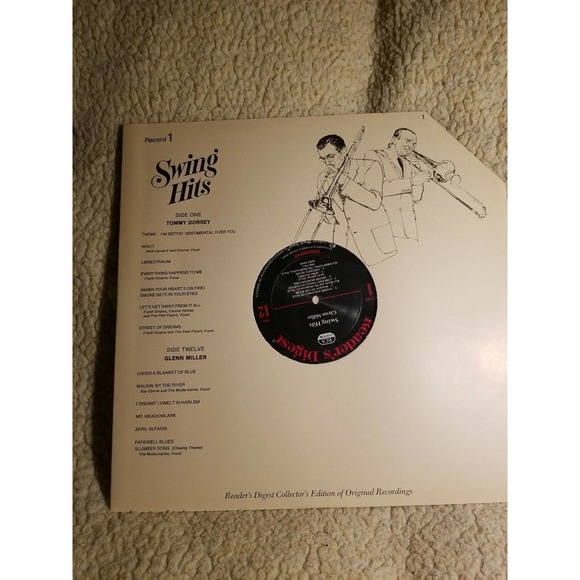 Record 1
1
Swing
Hits
SIDE ONE
TOMMY DORSEY
THEME: I'M GETTIN' SENTIMENTAL OVER YOU
WHO?
Jack Leonard and Chorus, Vocal
LIEBESTRAUM
EVERYTHING HAPPENS TO ME
Frank Sinatra, Vocal
(WHEN YOUR HEART'S ON FIRE)
SMOKE GETS IN YOUR EYES
LET'S GET AWAY FROM IT ALL
Frank Sinatra, Connie Haines
and The Pied Pipers, Vocal
STREET OF DREAMS
Frank Sinatra and The Pied Pipers, Vocal
SIDE TWELVE
GLENN MILLER
UNDER A BLANKET OF BLUE
WALKIN' BY THE RIVER
Ray Eberle and The Modernaires, Vocal
I DREAMT I DWELT IN HARLEM
MR. MEADOWLARK
APRIL IN PARIS
FAREWELL BLUES
SLUMBER SONG (Closing Theme)
The Modernaires, Vocal
Reader's Digest
RCA
Swing Hits
Glenn Miller
12
1
Reader's Digest Collector's Edition of Original Recordings